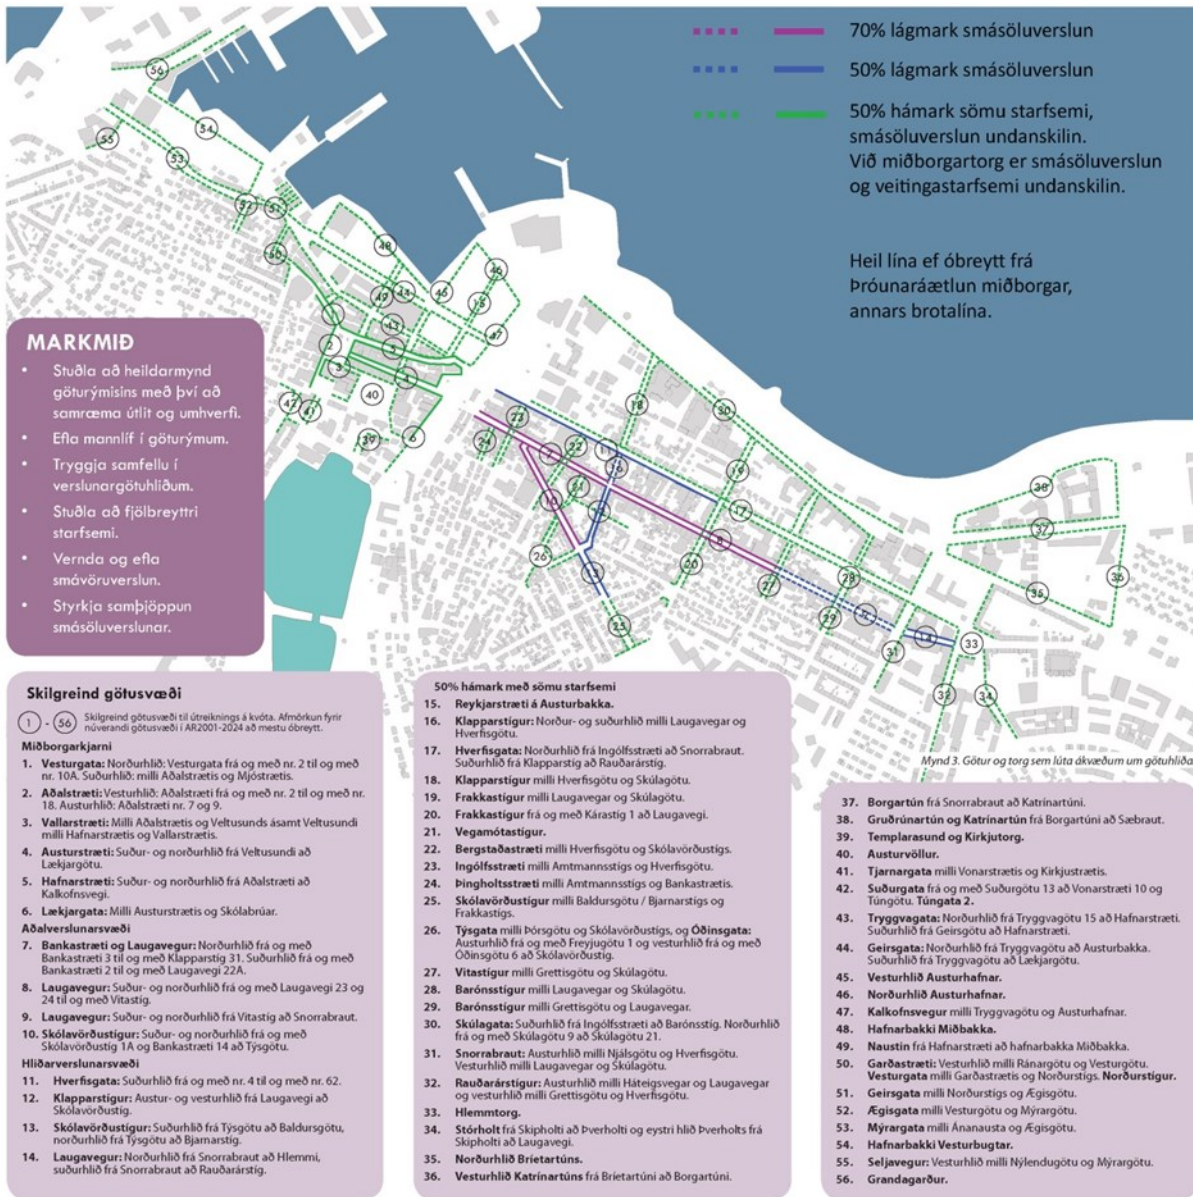 70% lágmark smásöluverslun
50% lágmark smásöluverslun
50% hámark sömu starfsemi,
smásöluverslun undanskilin.
Við miðborgartorg er smásöluverslun
og veitingastarfsemi undanskilin.
Heil lína ef óbreytt frá
Þróunaráætlun miðborgar,
annars brotalína.
MARKMIÐ
• Stuðla að heildarmynd
götürýmisins með því að
samræma útlit og umhverfi.
• Efla mannlíf í göturýmum.
• Tryggja samfellu í
verslunargötuhliðum.
• Stuðla að fjölbreyttri
starfsemi.
• Vernda og efla
smávöruverslun.
• Styrkja samþjöppun
smásöluverslunar.
Mynd 3. Götur og torg sem lúta ákvæðum um götuhliða
Skilgreind götusvæði
1 - 56 Skilgreind götusvæði til útreiknings á kvóta. Afmörkun fyrir
núverandi götusvæði í AR2001-2024 að mestu óbreytt.
Miðborgarkjarni
1. Vesturgata: Norðurhlið: Vesturgata frá og með nr. 2 til og með
nr. 10A. Suðurhlið: milli Aðalstrætis og Mjóstrætis.
2. Aðalstræti: Vesturhlið: Aðalstræti frá og með nr. 2 til og með nr.
18. Austurhlið: Aðalstræti nr. 7 og 9.
3. Vallarstræti: Milli Aðalstrætis og Veltusunds ásamt Veltusundi
milli Hafnarstrætis og Vallarstrætis.
4. Austurstræti: Suður- og norðurhlið frá Veltusundi að
Lækjargötu.
5. Hafnarstræti: Suður- og norðurhlið frá Aðalstræti að
Kalkofnsvegi.
6. Lækjargata: Milli Austurstrætis og Skólabrúar.
Aðalverslunarsvæði
7. Bankastræti og Laugavegur: Norðurhlið frá og með
Bankastræti 3 til og með Klapparstíg 31. Suðurhlið frá og með
Bankastræti 2 til og með Laugavegi 22A.
8. Laugavegur: Suður- og norðurhlið frá og með Laugavegi 23 og
24 til og með Vitastíg.
9. Laugavegur: Suður- og norðurhlið frá Vitastíg að Snorrabraut.
10. Skólavörðustígur: Suður- og norðurhlið frá og með
Skólavörðustíg 1A og Bankastræti 14 að Týsgötu.
Hliðarverslunarsvæði
11. Hverfisgata: Suðurhlið frá og með nr. 4 til og með nr. 62.
12. Klapparstígur: Austur- og vesturhlið frá Laugavegi að
Skólavörðustíg.
13. Skólavörðustígur: Suðurhlið frá Týsgötu að Baldursgötu,
norðurhlið frá Týsgötu að Bjarnarstíg.
14. Laugavegur: Norðurhlið frá Snorrabraut að Hlemmi,
suðurhlið frá Snorrabraut að Rauðarárstíg.
50% hámark með sömu starfsemi
15. Reykjarstræti á Austurbakka.
16. Klapparstígur: Norður- og suðurhlið milli Laugavegar og
Hverfisgötu.
17. Hverfisgata: Norðurhlið frá Ingólfsstræti að Snorrabraut.
Suðurhlið frá Klapparstíg að Rauðarárstíg.
18. Klapparstígur milli Hverfisgötu og Skúlagötu.
19. Frakkastígur milli Laugavegar og Skúlagötu.
20. Frakkastígur frá og með Kárastíg 1 að Laugavegi.
21. Vegamótastígur.
22. Bergstaðastræti milli Hverfisgötu og Skólavörðustígs.
23. Ingólfsstræti milli Amtmannsstígs og Hverfisgötu.
24. Þingholtsstræti milli Amtmannsstígs og Bankastrætis.
25. Skólavörðustígur milli Baldursgötu / Bjarnarstígs og
Frakkastígs.
26. Týsgata milli Þórsgötu og Skólavörðustígs, og Óðinsgata:
Austurhlið frá og með Freyjugötu 1 og vesturhlið frá og með
Óðinsgötu 6 að Skólavörðustíg.
27. Vitastígur milli Grettisgötu og Skúlagötu.
28. Barónsstígur milli Laugavegar og Skúlagötu.
29. Barónsstígur milli Grettisgötu og Laugavegar.
30. Skúlagata: Suðurhlið frá Ingólfsstræti að Barónsstíg. Norðurhlið
frá og með Skúlagötu 9 að Skúlagötu 21.
31. Snorrabraut: Austurhlið milli Njálsgötu og Hverfisgötu.
Vesturhlið milli Laugavegar og Skúlagötu.
32. Rauðarárstígur: Austurhlið milli Háteigsvegar og Laugavegar
og vesturhlið milli Grettisgötu og Hverfisgötu.
33. Hlemmtorg.
34. Stórholt frá Skipholti að Þverholti og eystri hlið Þverholts frá
Skipholti að Laugavegi.
35. Norðurhlið Bríetartúns.
36. Vesturhlið Katrínartúns frá Bríetartúni að Borgartúni.
37. Borgartún frá Snorrabraut að Katrínartúni.
38. Gruðrúnartún og Katrínartún frá Borgartúni að Sæbraut.
39. Templarasund og Kirkjutorg.
40. Austurvöllur.
41. Tjarnargata milli Vonarstrætis og Kirkjustrætis.
42. Suðurgata frá og með Suðurgötu 13 að Vonarstræti 10 og
Túngötu. Túngata 2.
43. Tryggvagata: Norðurhlið frá Tryggvagötu 15 að Hafnarstræti.
Suðurhlið frá Geirsgötu að Hafnarstræti.
44. Geirsgata: Norðurhlið frá Tryggvagötu að Austurbakka.
Suðurhlið frá Tryggvagötu að Lækjargötu.
45. Vesturhlið Austurhafnar.
46. Norðurhlið Austurhafnar.
47. Kalkofnsvegur milli Tryggvagötu og Austurhafnar.
48. Hafnarbakki Miðbakka.
49. Naustin frá Hafnarstræti að hafnarbakka Miðbakka.
50. Garðastræti: Vesturhlið milli Ránargötu og Vesturgötu.
Vesturgata milli Garðastrætis og Norðurstígs. Norðurstígur.
51. Geirsgata milli Norðurstígs og Ægisgötu.
52. Ægisgata milli Vesturgötu og Mýrargötu.
53. Mýrargata milli Ánanausta og Ægisgötu.
54. Hafnarbakki Vesturbugtar.
55. Seljavegur: Vesturhlið milli Nýlendugötu og Mýrargötu.
56. Grandagarður.